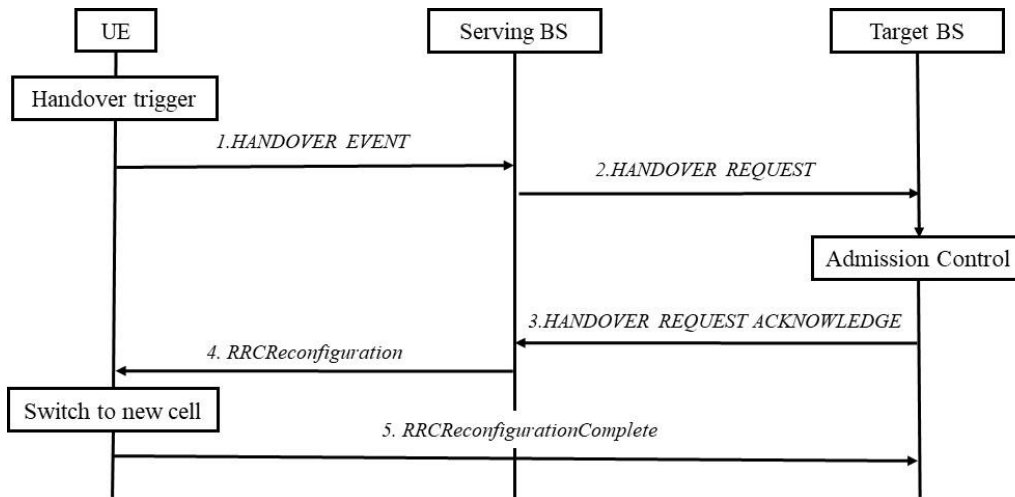 UE
Serving BS
Target BS
Handover trigger
1.HANDOVER EVENT
2.HANDOVER REQUEST
Admission Control
3.HANDOVER REQUEST ACKNOWLEDGE
4. RRCReconfiguration
Switch to new cell
5. RRCReconfigurationComplete